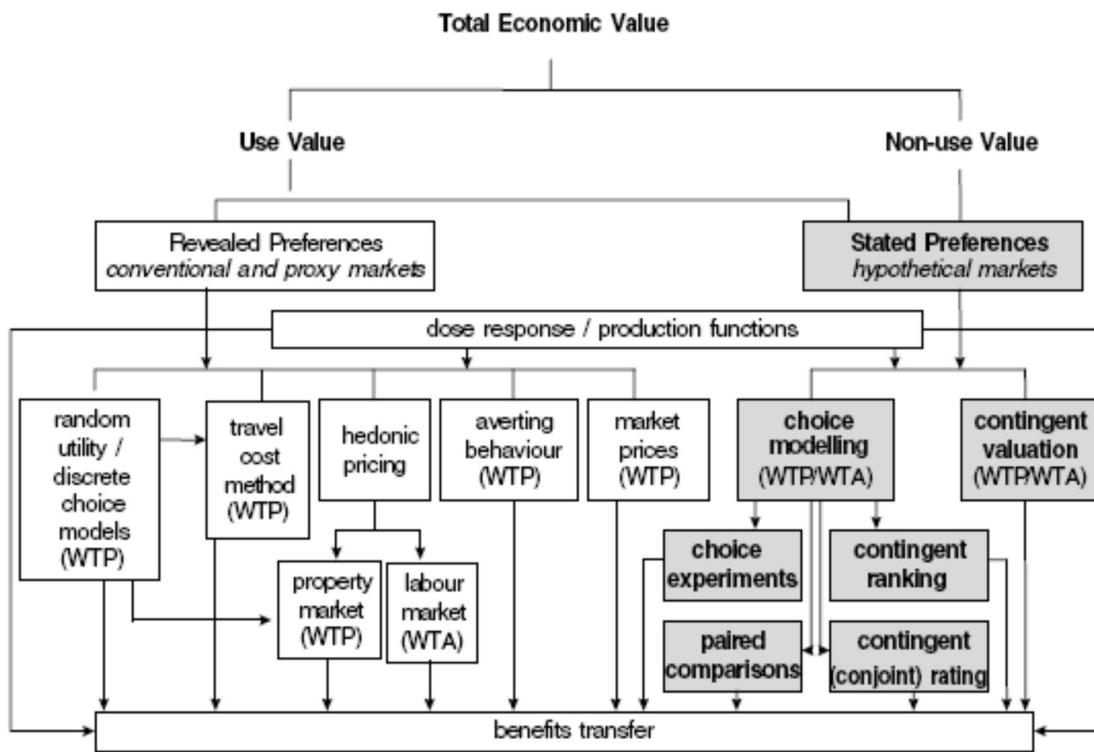 Total Economic Value
Use Value
Non-use Value
Revealed Preferences
conventional and proxy markets
Stated Preferences
hypothetical markets
dose response / production functions
random
utility /
discrete
choice
models
(WTP)
travel
cost
method
(WTP)
hedonic
pricing
averting
behaviour
(WTP)
market
prices
(WTP)
choice
modelling
(WTP/WTA)
contingent
valuation
(WTP/WTA)
property
market
(WTP)
labour
market
(WTA)
choice
experiments
contingent
ranking
paired
comparisons
contingent
(conjoint) rating
benefits transfer